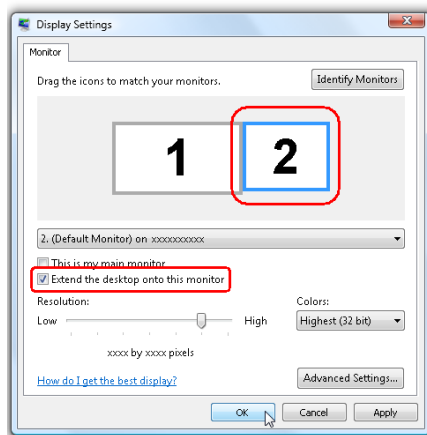 Display Settings
Monitor
Drag the icons to match your monitors.
Identify Monitors
1
2
2. (Default Monitor) on xxxxxxxxxx
This is my main monitor
Extend the desktop onto this monitor
Resolution:
Colors:
Low
High
Highest (32 bit)
xxxx by xxxx pixels
How do I get the best display?
Advanced Settings...
OK
Cancel
Apply